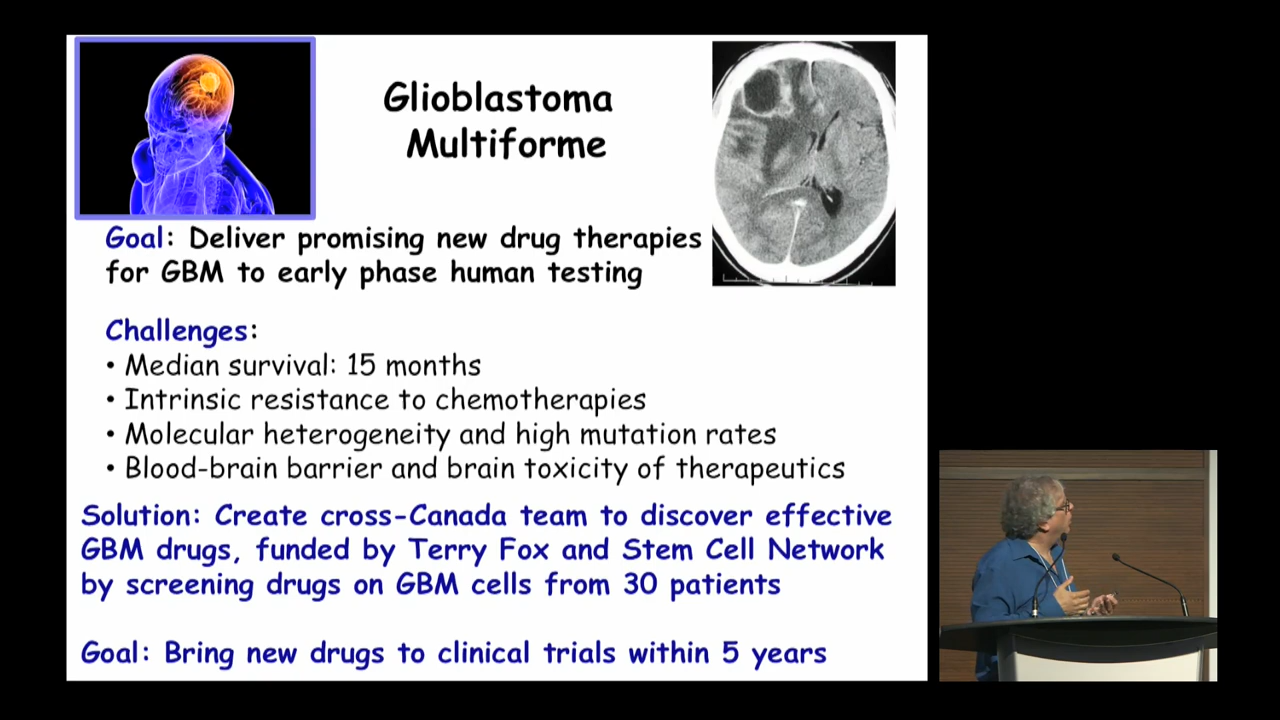 Glioblastoma
Multiforme
Goal: Deliver promising new drug therapies
for GBM to early phase human testing
Challenges:
• Median survival: 15 months
• Intrinsic resistance to chemotherapies
• Molecular heterogeneity and high mutation rates
• Blood-brain barrier and brain toxicity of therapeutics
Solution: Create cross-Canada team to discover effective
GBM drugs, funded by Terry Fox and Stem Cell Network
by screening drugs on GBM cells from 30 patients
Goal: Bring new drugs to clinical trials within 5 years